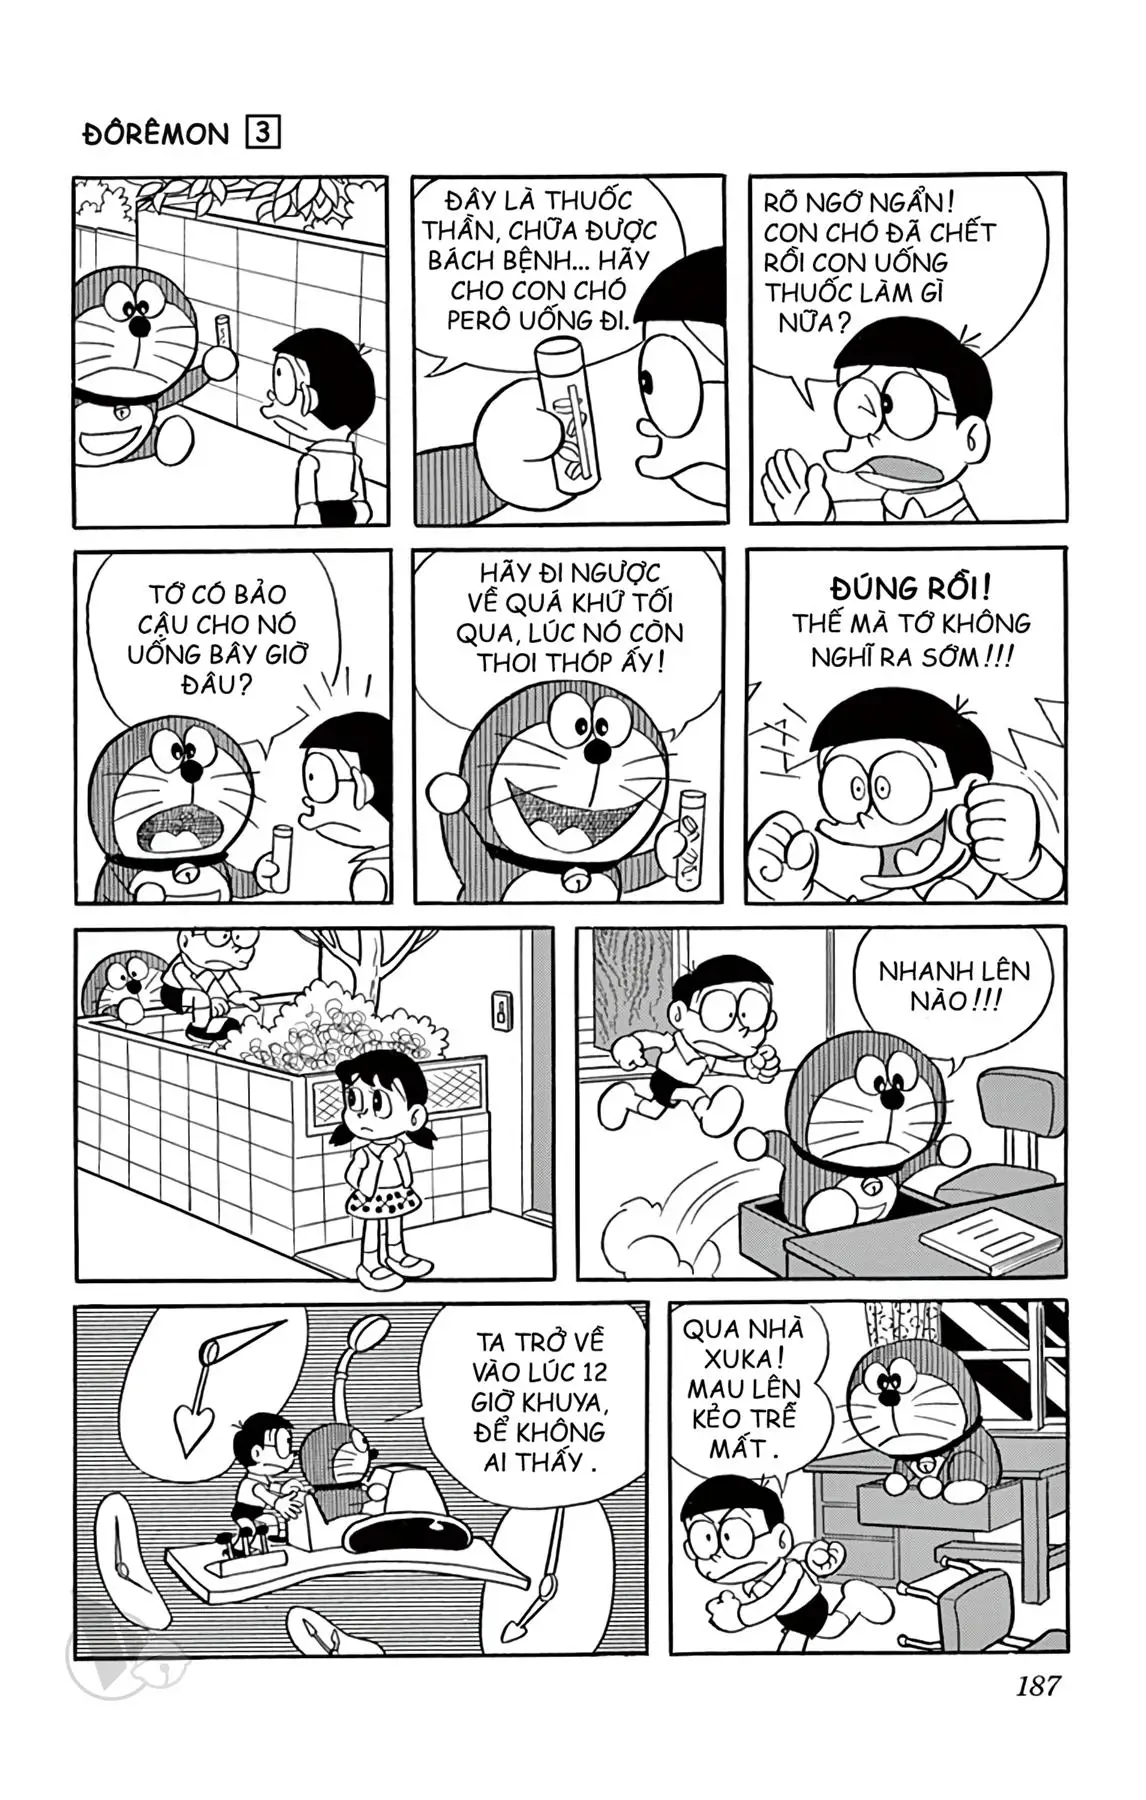 ĐÔRÊMON 3
ĐÂY LÀ THUỐC
THẦN, CHỮA ĐƯỢC
BÁCH BỆNH... HÃY
CHO CON CHÓ
PERÔ UỐNG ĐI.
RÕ NGỚ NGẨN!
CON CHÓ ĐÃ CHẾT
RỒI CON UỐNG
THUỐC LÀM GÌ
NỮA?
TỚ CÓ BẢO
CẬU CHO NÓ
UỐNG BÂY GIỜ
ĐÂU?
HÃY ĐI NGƯỢC
VỀ QUÁ KHỨ TỐI
QUA, LÚC NÓ CÒN
THOI THÓP ẤY!
ĐÚNG RỒI!
THẾ MÀ TỚ KHÔNG
NGHĨ RA SỚM!!!
NHANH LÊN
NÀO!!!
TA TRỞ VỀ
VÀO LÚC 12
GIỜ KHUYA,
ĐỂ KHÔNG
AI THẤY.
QUA NHÀ
XUKA!
MAU LÊN
KẺO TRỄ
MẤT.
187